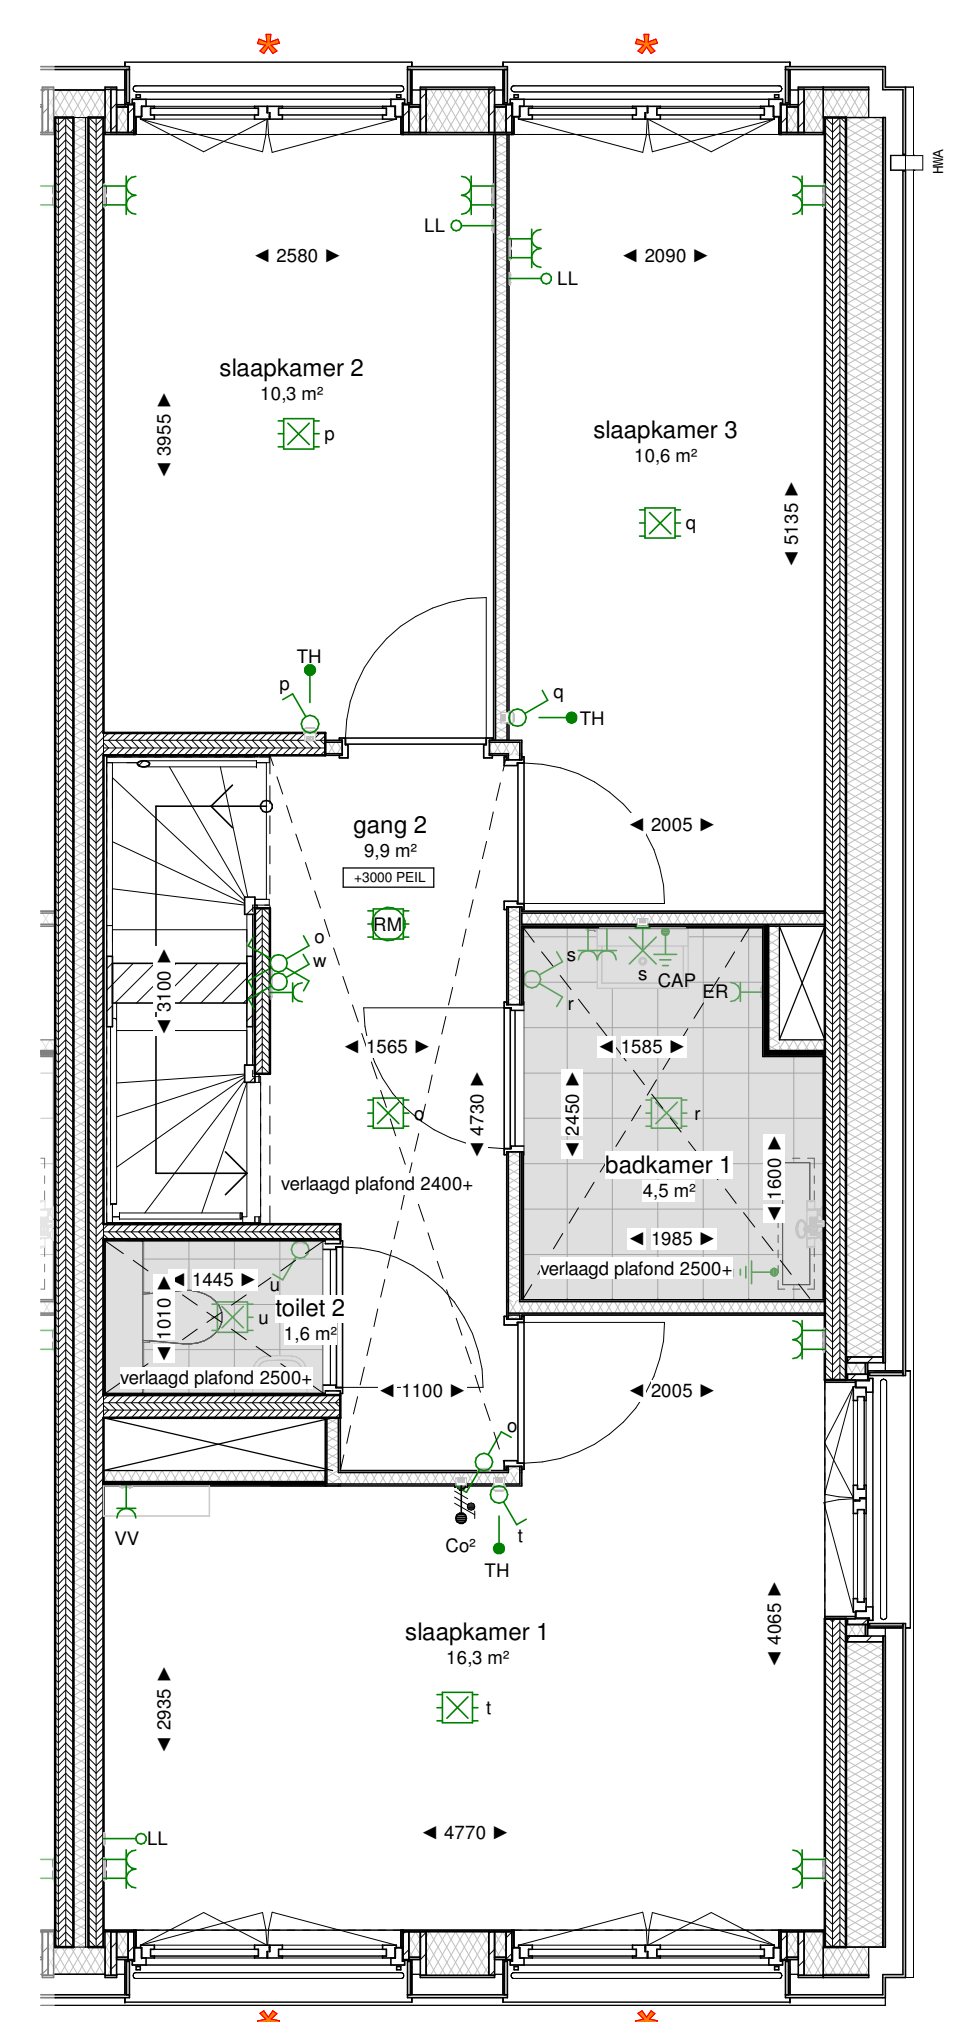 *
*
HWA
LL
◄ 2580 ►
◄ 2090 ►
LL
slaapkamer 2
10,3 m²
p
◄ 3955 ►
slaapkamer 3
10,6 m²
q
◄ 5135 ►
TH
p
q
TH
gang 2
9,9 m²
+3000 PEIL
RM
◄ 2005 ►
o
w
◄ 3100 ►
s
s
CAP
ER
r
◄ 1565 ►
◄ 1585 ►
o
◄ 4730 ►
◄ 2450 ►
r
badkamer 1
4,5 m²
◄ 1600 ►
verlaagd plafond 2400+
◄ 1985 ►
verlaagd plafond 2500+
◄ 1445 ►
u
toilet 2
1,6 m²
u
◄ 1010 ►
verlaagd plafond 2500+
◄ 1100 ►
◄ 2005 ►
o
VV
Co²
t
TH
slaapkamer 1
16,3 m²
t
◄ 4065 ►
◄ 2935 ►
◄ 4770 ►
LL
*
*